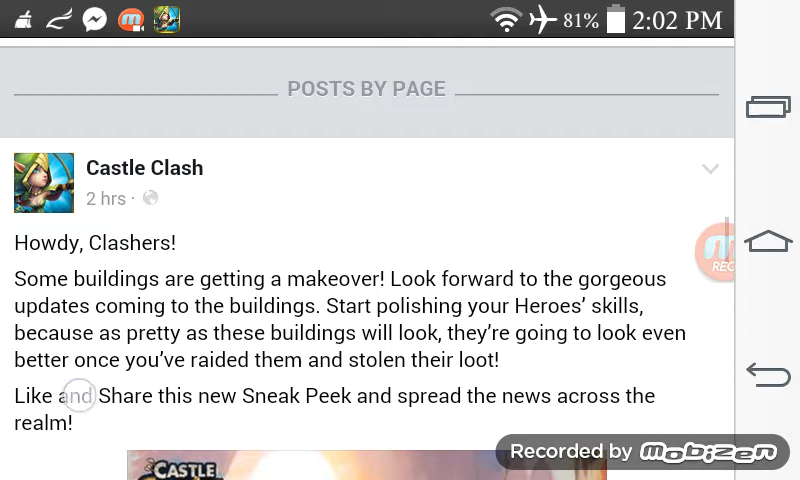 81% 2:02 PM
POSTS BY PAGE
Castle Clash
2 hrs ·
Howdy, Clashers!
REC
Some buildings are getting a makeover! Look forward to the gorgeous
updates coming to the buildings. Start polishing your Heroes’ skills,
because as pretty as these buildings will look, they’re going to look even
better once you’ve raided them and stolen their loot!
Like and Share this new Sneak Peek and spread the news across the
realm!
Recorded by mobizen
CASTLE